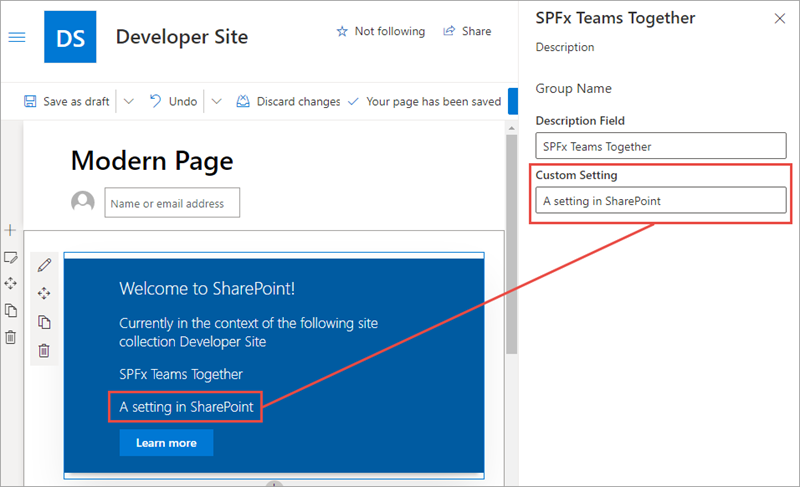 DS
Developer Site
Not following
Share
Save as draft
Undo
Discard changes
Your page has been saved
Modern Page
Name or email address
Welcome to SharePoint!
Currently in the context of the following site
collection Developer Site
SPFx Teams Together
A setting in SharePoint
Learn more
SPFx Teams Together
Description
Group Name
Description Field
SPFx Teams Together
Custom Setting
A setting in SharePoint